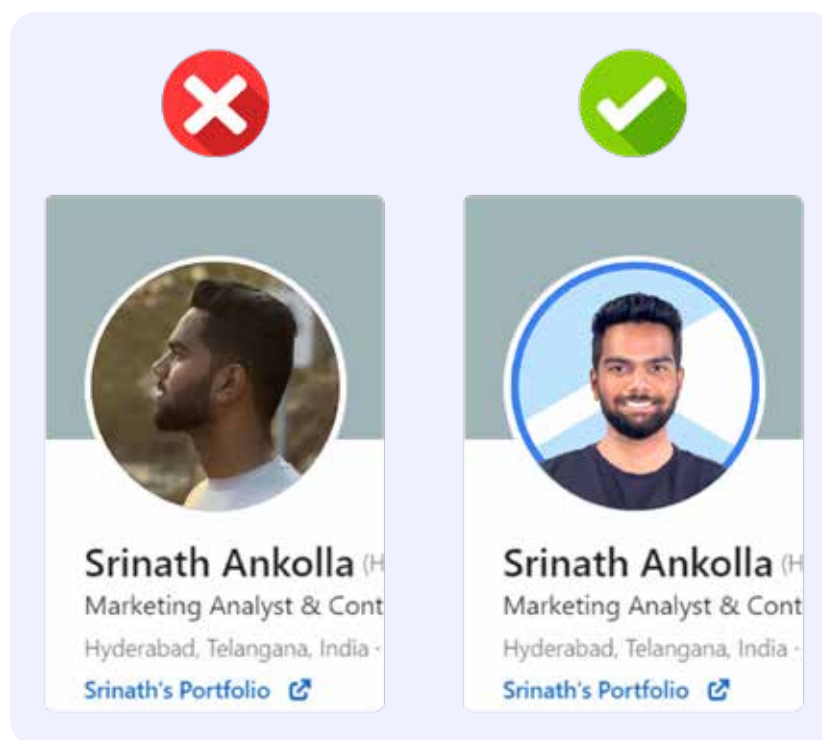 Srinath Ankolla (H
Marketing Analyst & Cont
Hyderabad, Telangana, India ·
Srinath's Portfolio
Srinath Ankolla (H
Marketing Analyst & Cont
Hyderabad, Telangana, India ·
Srinath's Portfolio